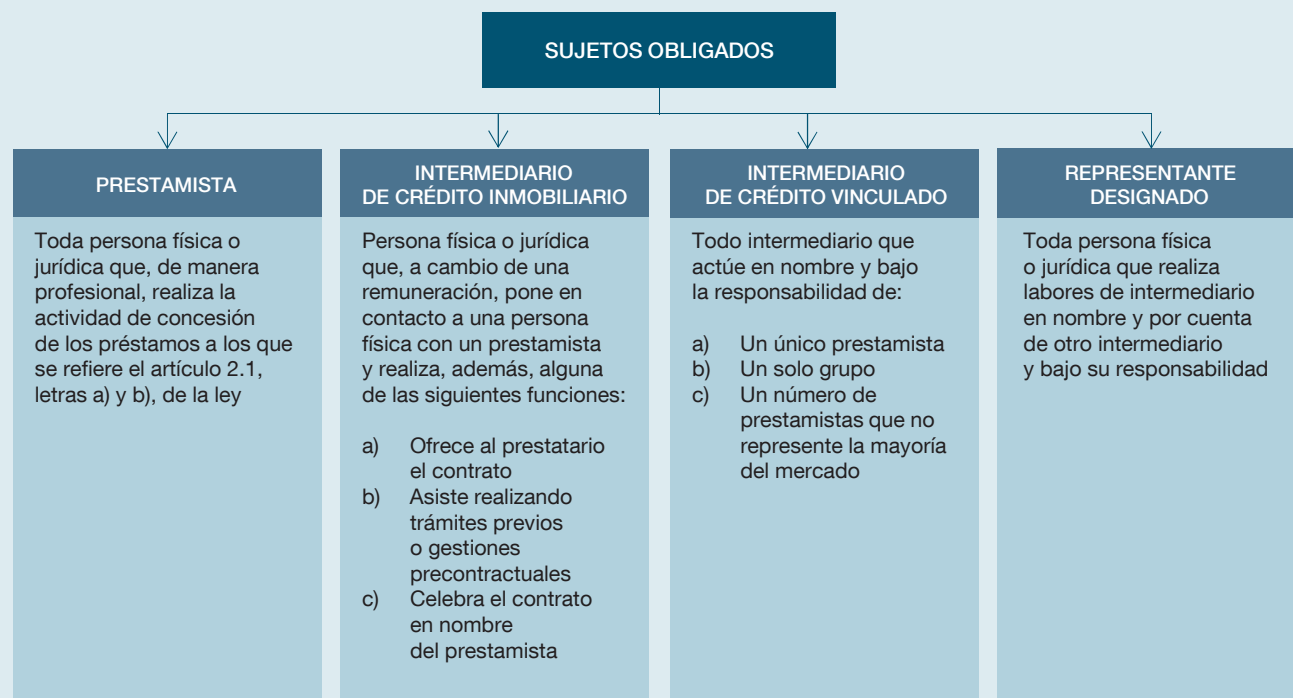 SUJETOS OBLIGADOS
PRESTAMISTA
Toda persona física o
jurídica que, de manera
profesional, realiza la
actividad de concesión
de los préstamos a los que
se refiere el artículo 2.1,
letras a) y b), de la ley
INTERMEDIARIO
DE CRÉDITO INMOBILIARIO
Persona física o jurídica
que, a cambio de una
remuneración, pone en
contacto a una persona
física con un prestamista
y realiza, además, alguna
de las siguientes funciones:
a) Ofrece al prestatario
el contrato
b) Asiste realizando
trámites previos
o gestiones
precontractuales
c) Celebra el contrato
en nombre
del prestamista
INTERMEDIARIO
DE CRÉDITO VINCULADO
Todo intermediario que
actúe en nombre y bajo
la responsabilidad de:
a) Un único prestamista
b) Un solo grupo
c) Un número de
prestamistas que no
represente la mayoría
del mercado
REPRESENTANTE
DESIGNADO
Toda persona física
o jurídica que realiza
labores de intermediario
en nombre y por cuenta
de otro intermediario
y bajo su responsabilidad